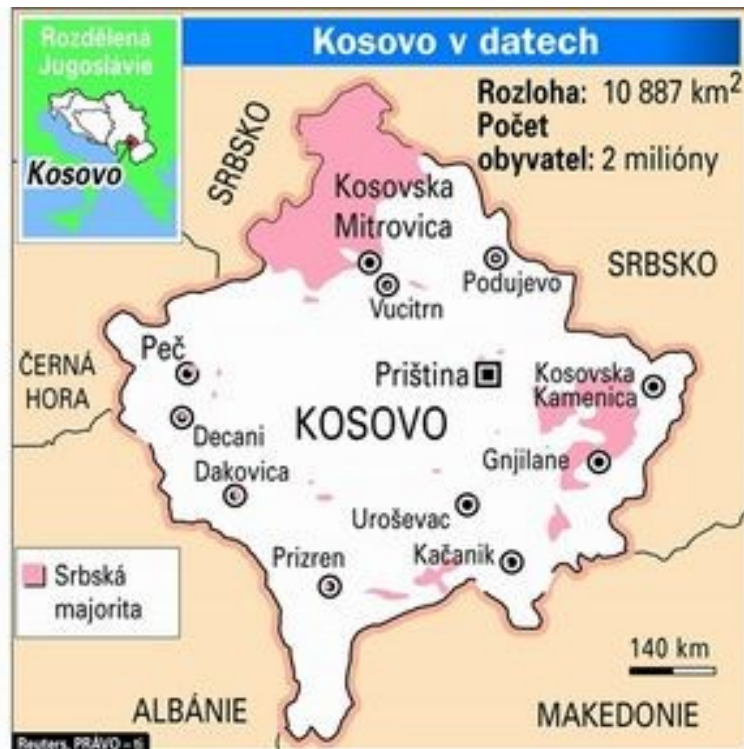 Rozdělená
Jugoslávie
Kosovo
Kosovo v datech
Rozloha: 10 887 km²
Počet
obyvatel: 2 milióny
SRBSKO
Kosovska
Mitrovica
Podujevo
SRBSKO
Vucitrn
Peč
Priština
Kosovska
Kamenica
ČERNÁ
HORA
Decani
KOSOVO
Dakovica
Gnjilane
Uroševac
Prizren
Kačanik
Srbská
majorita
140 km
ALBÁNIE
MAKEDONIE
Reuters, PRÁVO –